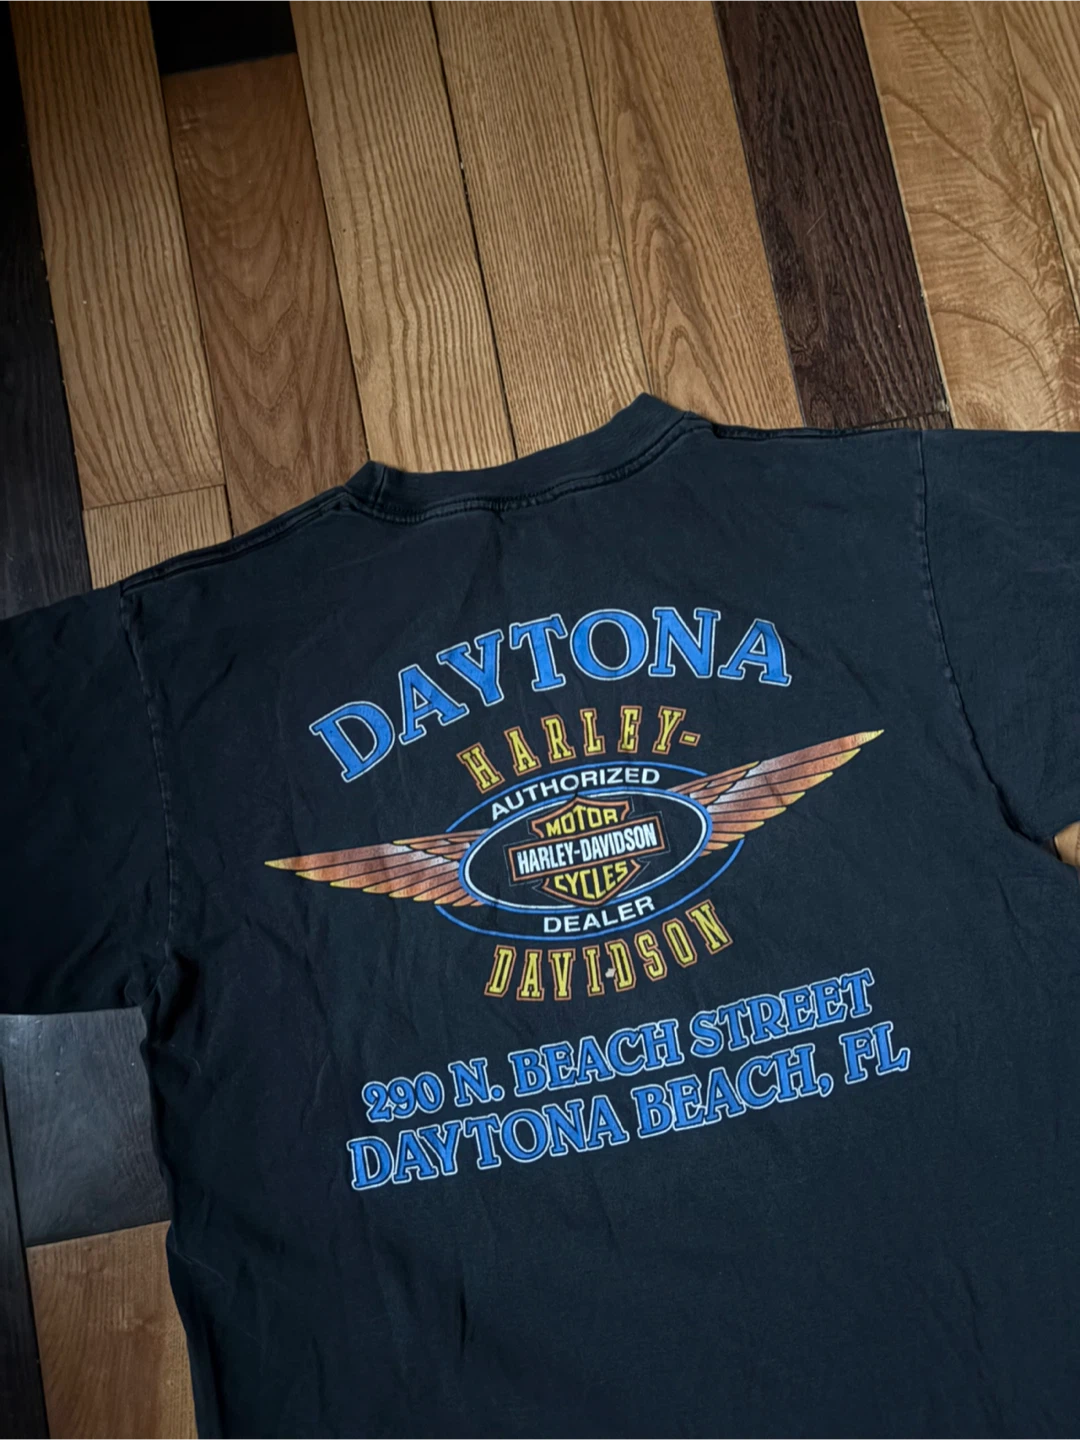 DAYTONA
HARLEY-
AUTHORIZED
MOTOR
HARLEY-DAVIDSON
CYCLES
DEALER
DAVIDSON
290 N. BEACH STREET
DAYTONA BEACH, FL